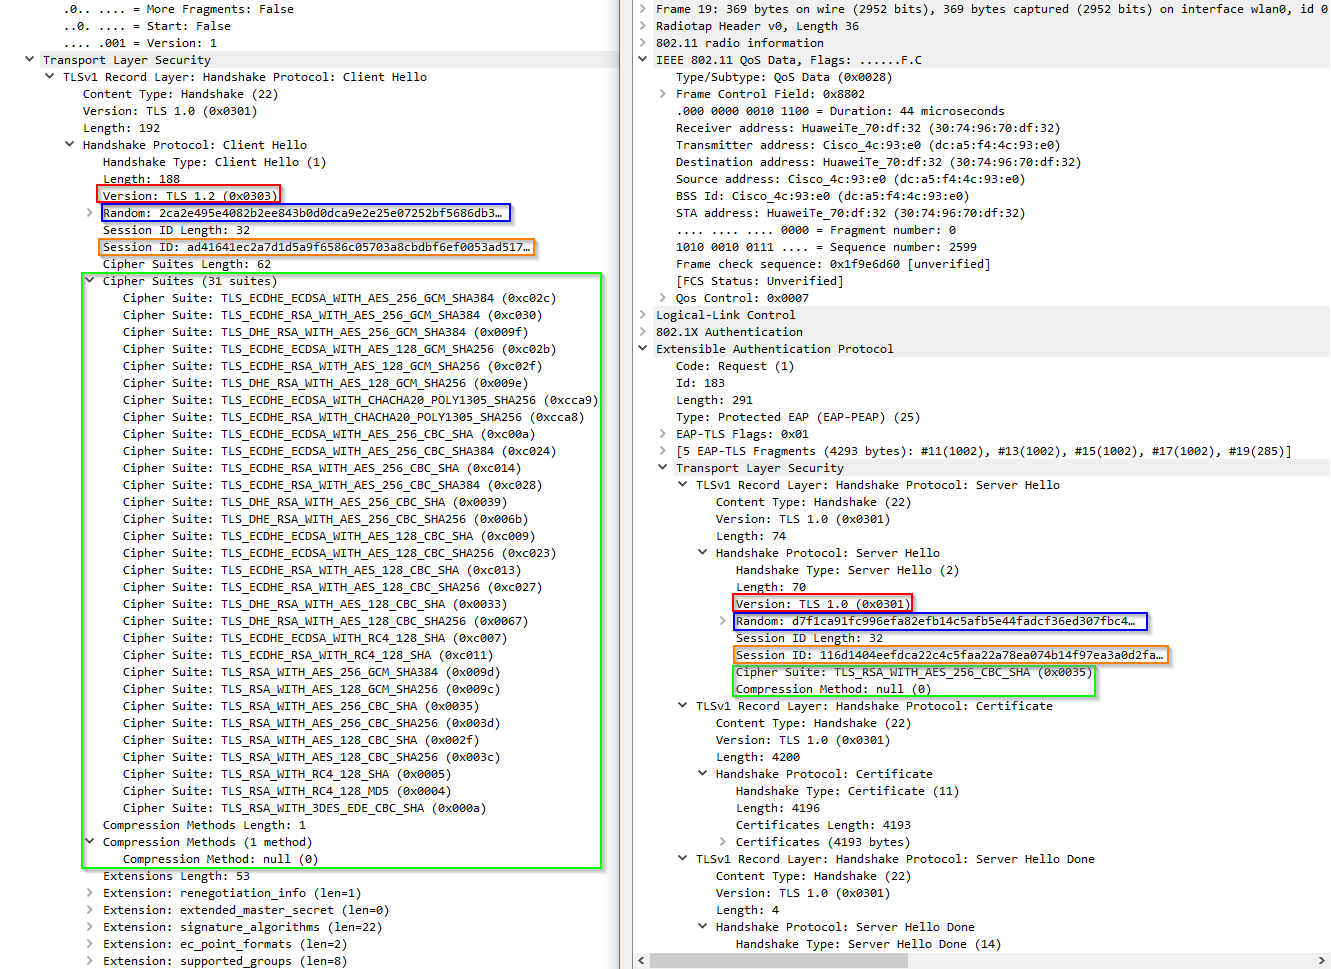 .0.. .... = More Fragments: False
..0. .... = Start: False
.... .001 = Version: 1
Transport Layer Security
TLSv1 Record Layer: Handshake Protocol: Client Hello
Content Type: Handshake (22)
Version: TLS 1.0 (0x0301)
Length: 192
Handshake Protocol: Client Hello
Handshake Type: Client Hello (1)
Length: 188
Version: TLS 1.2 (0x0303)
Random: 2ca2e495e4082b2ee843b0d0dca9e2e25e07252bf5686db3…
Session ID Length: 32
Session ID: ad41641ec2a7d1d5a9f6586c05703a8cbdbf6ef0053ad517…
Cipher Suites Length: 62
Cipher Suites (31 suites)
Cipher Suite: TLS_ECDHE_ECDSA_WITH_AES_256_GCM_SHA384 (0xc02c)
Cipher Suite: TLS_ECDHE_RSA_WITH_AES_256_GCM_SHA384 (0xc030)
Cipher Suite: TLS_DHE_RSA_WITH_AES_256_GCM_SHA384 (0x009f)
Cipher Suite: TLS_ECDHE_ECDSA_WITH_AES_128_GCM_SHA256 (0xc02b)
Cipher Suite: TLS_ECDHE_RSA_WITH_AES_128_GCM_SHA256 (0xc02f)
Cipher Suite: TLS_DHE_RSA_WITH_AES_128_GCM_SHA256 (0x009e)
Cipher Suite: TLS_ECDHE_ECDSA_WITH_CHACHA20_POLY1305_SHA256 (0xcca9)
Cipher Suite: TLS_ECDHE_RSA_WITH_CHACHA20_POLY1305_SHA256 (0xcca8)
Cipher Suite: TLS_ECDHE_ECDSA_WITH_AES_256_CBC_SHA (0xc00a)
Cipher Suite: TLS_ECDHE_ECDSA_WITH_AES_256_CBC_SHA384 (0xc024)
Cipher Suite: TLS_ECDHE_RSA_WITH_AES_256_CBC_SHA (0xc014)
Cipher Suite: TLS_ECDHE_RSA_WITH_AES_256_CBC_SHA384 (0xc028)
Cipher Suite: TLS_DHE_RSA_WITH_AES_256_CBC_SHA (0x0039)
Cipher Suite: TLS_DHE_RSA_WITH_AES_256_CBC_SHA256 (0x006b)
Cipher Suite: TLS_ECDHE_ECDSA_WITH_AES_128_CBC_SHA (0xc009)
Cipher Suite: TLS_ECDHE_ECDSA_WITH_AES_128_CBC_SHA256 (0xc023)
Cipher Suite: TLS_ECDHE_RSA_WITH_AES_128_CBC_SHA (0xc013)
Cipher Suite: TLS_ECDHE_RSA_WITH_AES_128_CBC_SHA256 (0xc027)
Cipher Suite: TLS_DHE_RSA_WITH_AES_128_CBC_SHA (0x0033)
Cipher Suite: TLS_DHE_RSA_WITH_AES_128_CBC_SHA256 (0x0067)
Cipher Suite: TLS_ECDHE_ECDSA_WITH_RC4_128_SHA (0xc007)
Cipher Suite: TLS_ECDHE_RSA_WITH_RC4_128_SHA (0xc011)
Cipher Suite: TLS_RSA_WITH_AES_256_GCM_SHA384 (0x009d)
Cipher Suite: TLS_RSA_WITH_AES_128_GCM_SHA256 (0x009c)
Cipher Suite: TLS_RSA_WITH_AES_256_CBC_SHA (0x0035)
Cipher Suite: TLS_RSA_WITH_AES_256_CBC_SHA256 (0x003d)
Cipher Suite: TLS_RSA_WITH_AES_128_CBC_SHA (0x002f)
Cipher Suite: TLS_RSA_WITH_AES_128_CBC_SHA256 (0x003c)
Cipher Suite: TLS_RSA_WITH_RC4_128_SHA (0x0005)
Cipher Suite: TLS_RSA_WITH_RC4_128_MD5 (0x0004)
Cipher Suite: TLS_RSA_WITH_3DES_EDE_CBC_SHA (0x000a)
Compression Methods Length: 1
Compression Methods (1 method)
Compression Method: null (0)
Extensions Length: 53
Extension: renegotiation_info (len=1)
Extension: extended_master_secret (len=0)
Extension: signature_algorithms (len=22)
Extension: ec_point_formats (len=2)
Extension: supported_groups (len=8)
Frame 19: 369 bytes on wire (2952 bits), 369 bytes captured (2952 bits) on interface wlan0, id 0
Radiotap Header v0, Length 36
802.11 radio information
IEEE 802.11 QoS Data, Flags: ......F.C
Type/Subtype: QoS Data (0x0028)
Frame Control Field: 0x8802
.000 0000 0010 1100 = Duration: 44 microseconds
Receiver address: HuaweiTe_70:df:32 (30:74:96:70:df:32)
Transmitter address: Cisco_4c:93:e0 (dc:a5:f4:4c:93:e0)
Destination address: HuaweiTe_70:df:32 (30:74:96:70:df:32)
Source address: Cisco_4c:93:e0 (dc:a5:f4:4c:93:e0)
BSS Id: Cisco_4c:93:e0 (dc:a5:f4:4c:93:e0)
STA address: HuaweiTe_70:df:32 (30:74:96:70:df:32)
.... .... .... 0000 = Fragment number: 0
1010 0010 0111 .... = Sequence number: 2599
Frame check sequence: 0x1f9e6d60 [unverified]
[FCS Status: Unverified]
Qos Control: 0x0007
Logical-Link Control
802.1X Authentication
Extensible Authentication Protocol
Code: Request (1)
Id: 183
Length: 291
Type: Protected EAP (EAP-PEAP) (25)
EAP-TLS Flags: 0x01
[5 EAP-TLS Fragments (4293 bytes): #11(1002), #13(1002), #15(1002), #17(1002), #19(285)]
Transport Layer Security
TLSv1 Record Layer: Handshake Protocol: Server Hello
Content Type: Handshake (22)
Version: TLS 1.0 (0x0301)
Length: 74
Handshake Protocol: Server Hello
Handshake Type: Server Hello (2)
Length: 70
Version: TLS 1.0 (0x0301)
Random: d7f1ca91fc996efa82efb14c5afb5e44fadcf36ed307fbc4…
Session ID Length: 32
Session ID: 116d1404eefdca22c4c5faa22a78ea074b14f97ea3a0d2fa…
Cipher Suite: TLS_RSA_WITH_AES_256_CBC_SHA (0x0035)
Compression Method: null (0)
TLSv1 Record Layer: Handshake Protocol: Certificate
Content Type: Handshake (22)
Version: TLS 1.0 (0x0301)
Length: 4200
Handshake Protocol: Certificate
Handshake Type: Certificate (11)
Length: 4196
Certificates Length: 4193
Certificates (4193 bytes)
TLSv1 Record Layer: Handshake Protocol: Server Hello Done
Content Type: Handshake (22)
Version: TLS 1.0 (0x0301)
Length: 4
Handshake Protocol: Server Hello Done
Handshake Type: Server Hello Done (14)